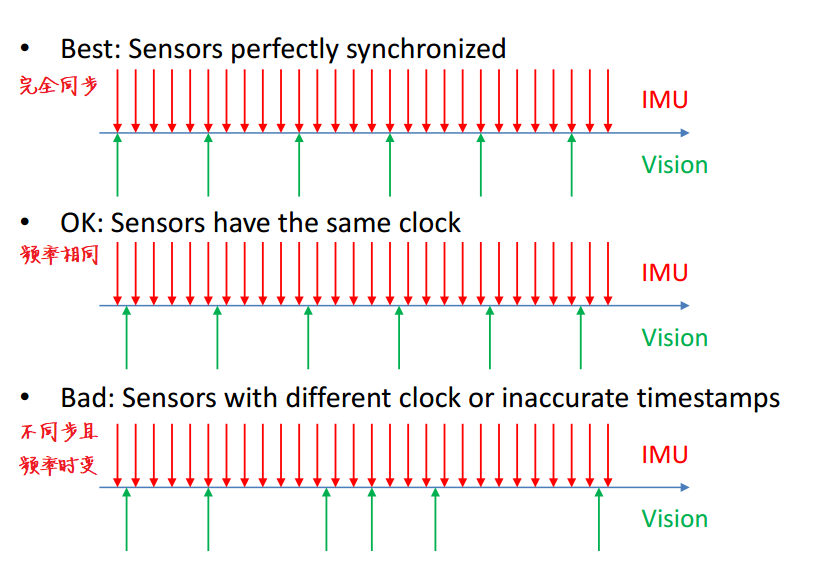 • Best: Sensors perfectly synchronized
完全同步
IMU
Vision
• OK: Sensors have the same clock
频率相同
IMU
Vision
• Bad: Sensors with different clock or inaccurate timestamps
不同步且
频率时变
IMU
Vision